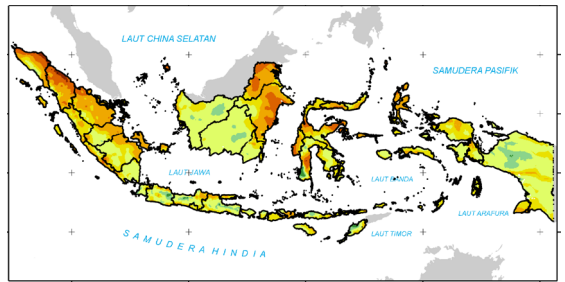 LAUT CHINA SELATAN
SAMUDERA PASIFIK
LAUT JAWA
LAUT BANDA
LAUT ARAFURA
LAUT TIMOR
SAMUDERA HINDIA